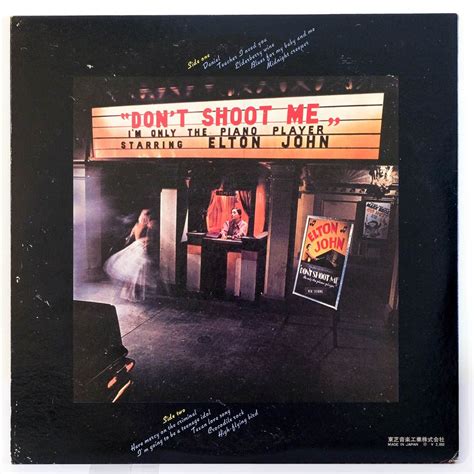 Side one
Daniel
Teacher I need you
Elderberry wine
Blues for my baby and me
Midnight creeper
"DON'T SHOOT ME„
I'M ONLY THE PIANO PLAYER
STARRING ELTON JOHN
ELTON
JOHN
DON'T SHOOT ME
Side two
Have mercy on the criminal
I'm going to be a teenage idol
Texan love song
Crocodile rock
High-flying bird
東芝音楽工業株式会社
MADE IN JAPAN